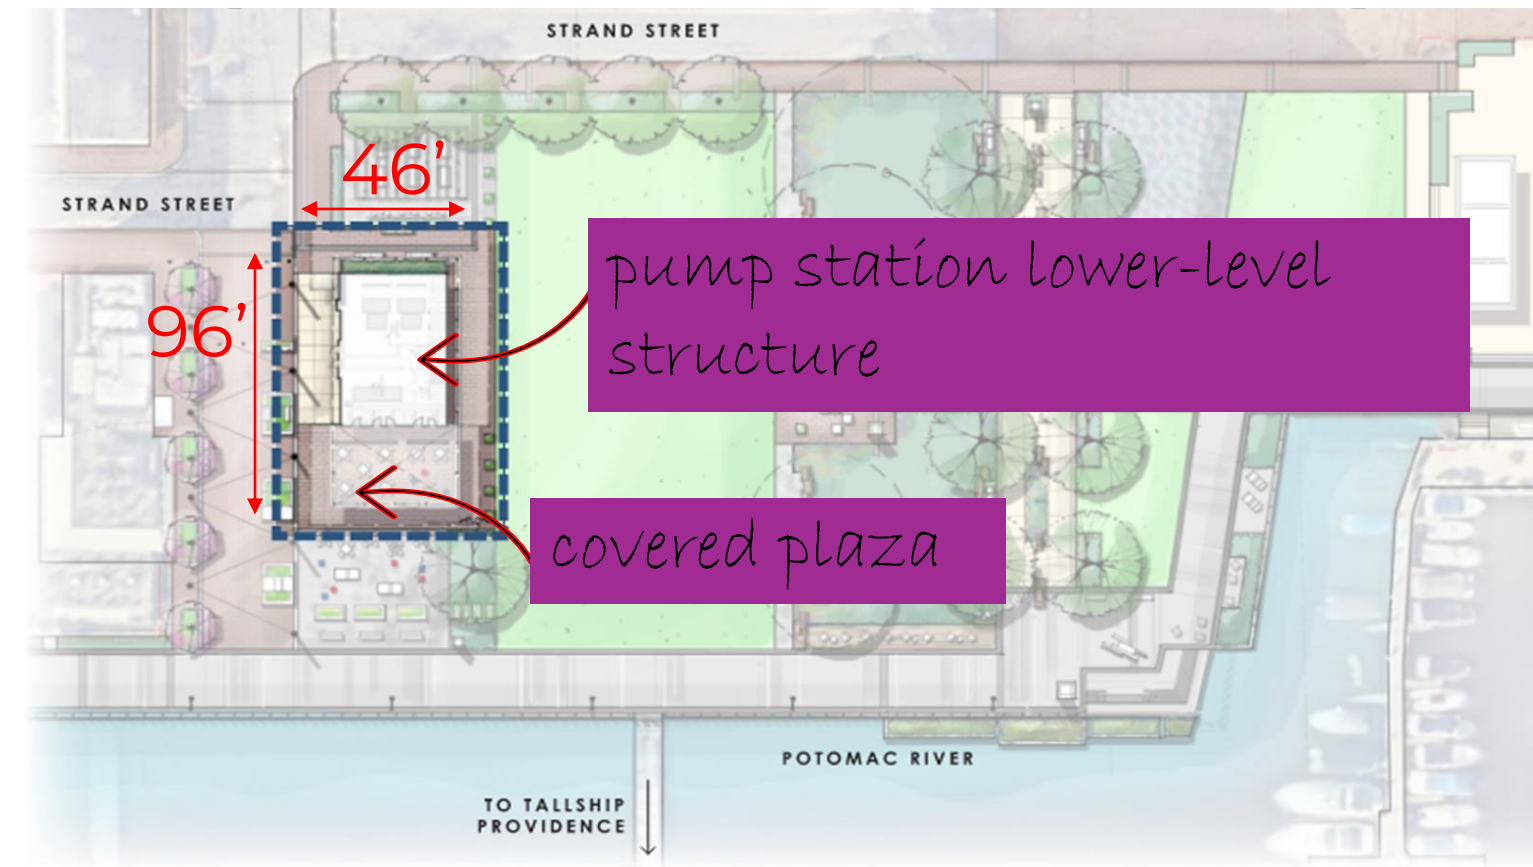 STRAND STREET
46’
STRAND STREET
pump station lower-level
structure
96’
covered plaza
POTOMAC RIVER
TO TALLSHIP
PROVIDENCE